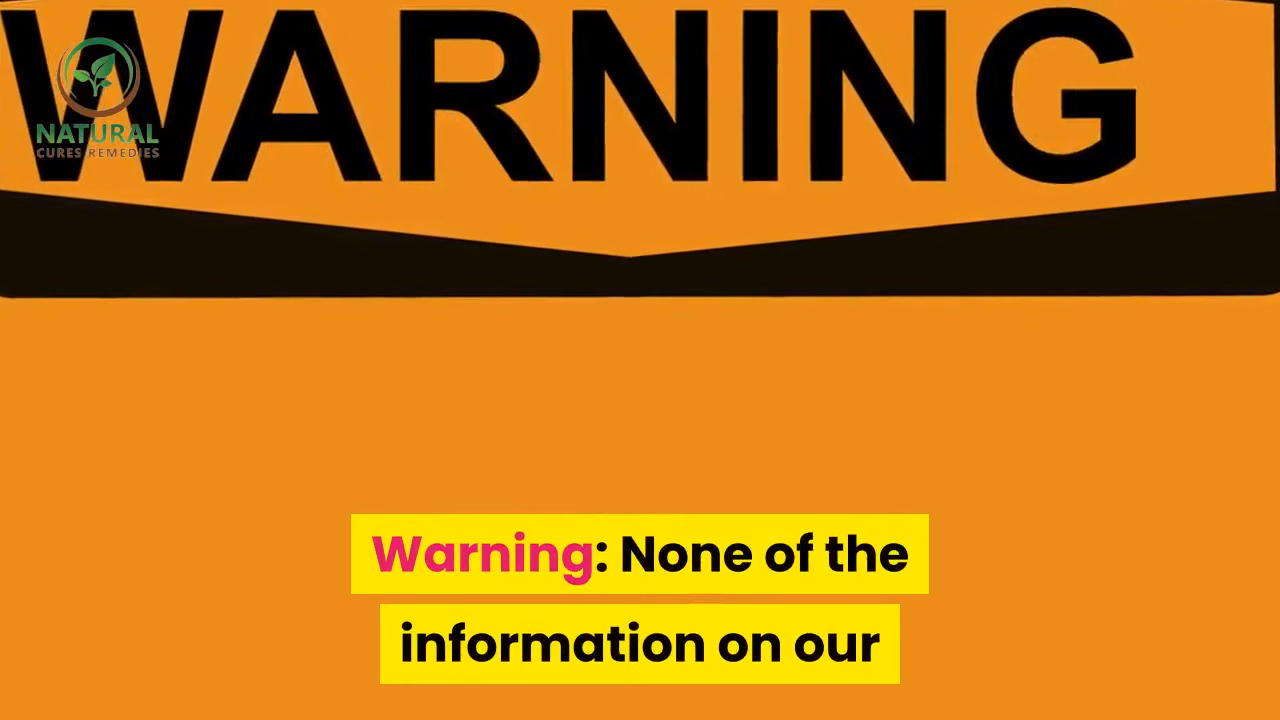 WARNING
NATURAL
CURES REMEDIES
Warning: None of the
information on our